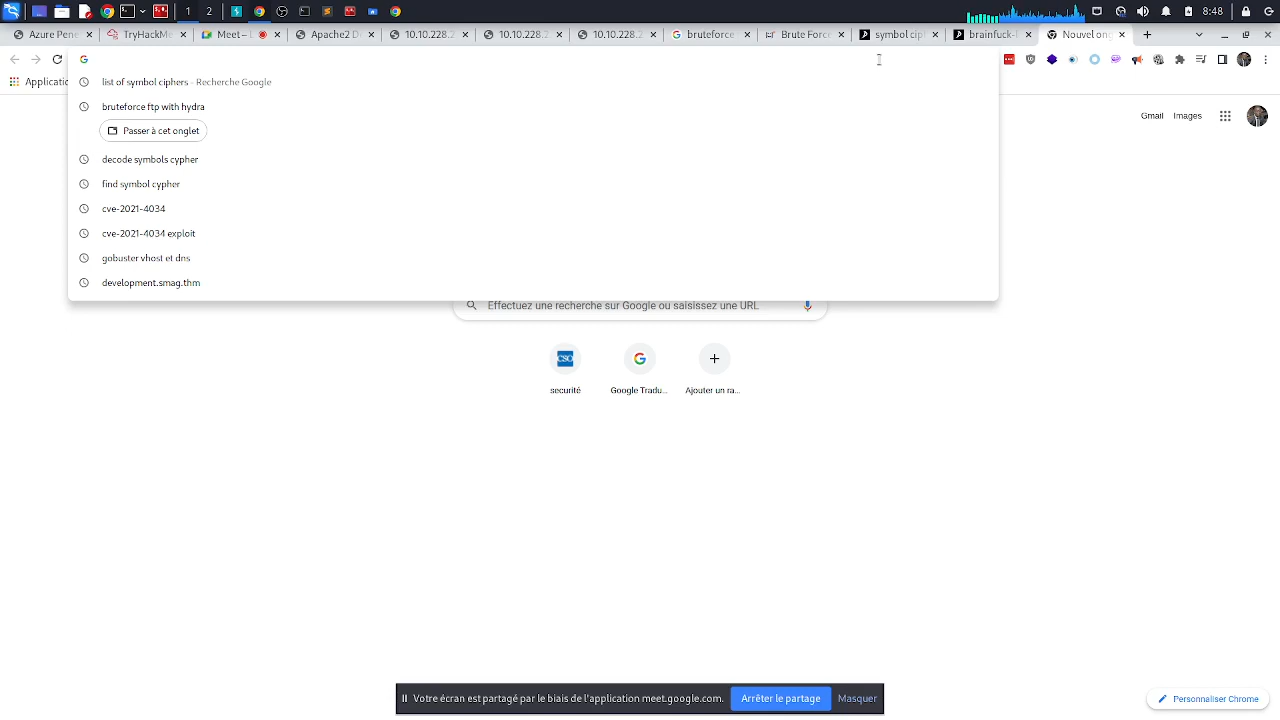 1 2 8:48
Azure Pene TryHackMe Meet – Apache2 D 10.10.228.2 10.10.228.2 10.10.228.2 bruteforce Brute Force symbol ciph brainfuck-l Nouvel ong
Applicatio
list of symbol ciphers - Recherche Google
bruteforce ftp with hydra
Passer à cet onglet
decode symbols cypher
find symbol cypher
cve-2021-4034
cve-2021-4034 exploit
gobuster vhost et dns
development.smag.thm
Gmail Images
Effectuez une recherche sur Google ou saisissez une URL
CSO
securité Google Tradu... Ajouter un ra...
Votre écran est partagé par le biais de l'application meet.google.com. Arrêter le partage Masquer
Personnaliser Chrome